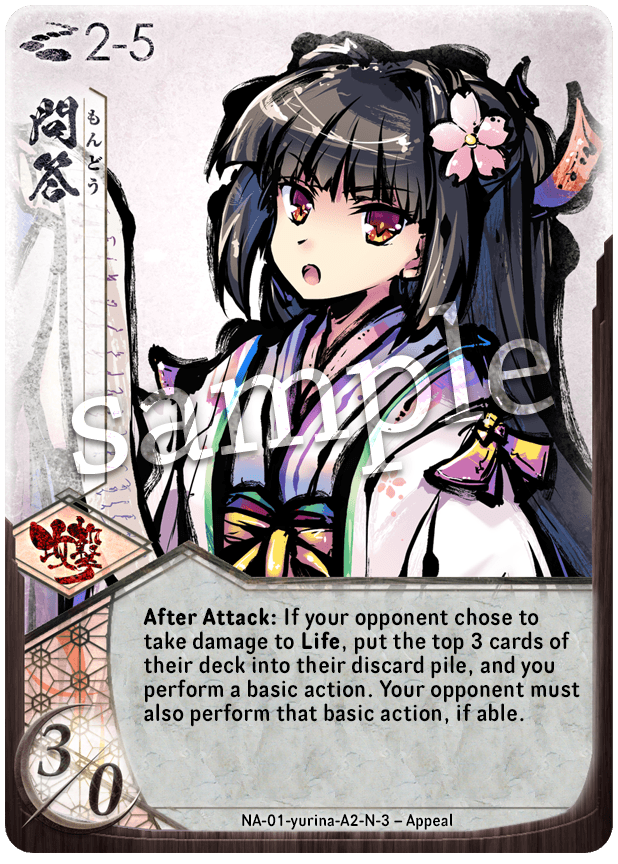 2-5
問答
もんどう
sample
攻撃
After Attack: If your opponent chose to
take damage to Life, put the top 3 cards of
their deck into their discard pile, and you
perform a basic action. Your opponent must
also perform that basic action, if able.
3/0
NA-01-yurina-A2-N-3 – Appeal